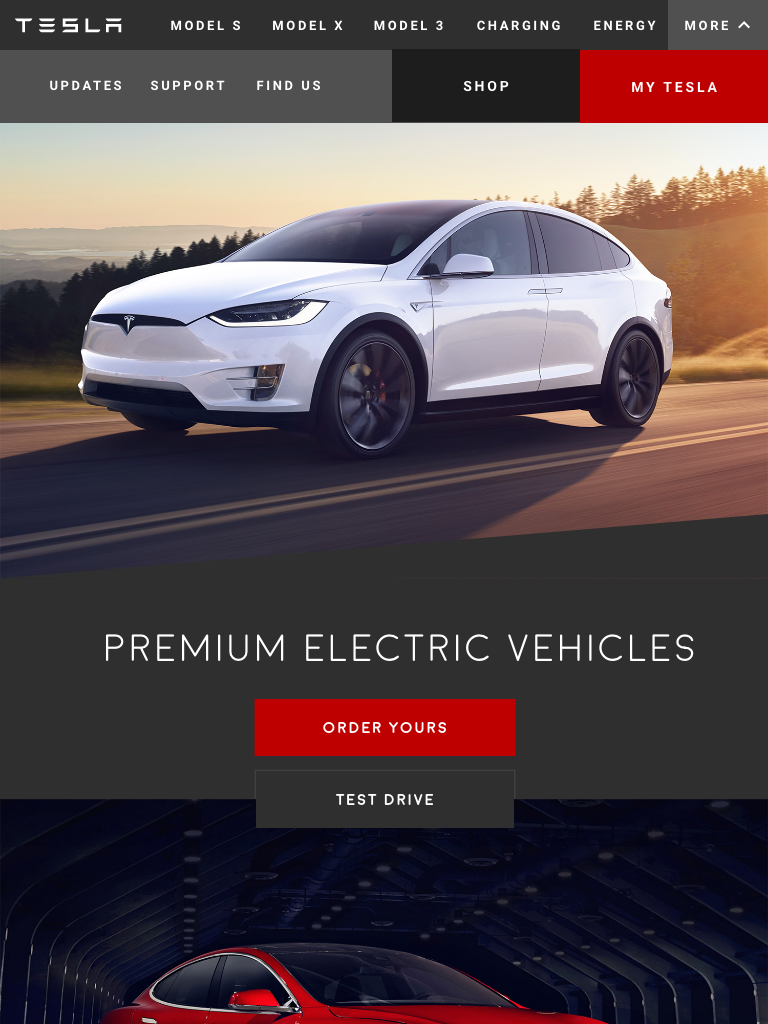 TESLA MODEL S MODEL X MODEL 3 CHARGING ENERGY MORE
UPDATES SUPPORT FIND US SHOP MY TESLA
PREMIUM ELECTRIC VEHICLES
ORDER YOURS
TEST DRIVE